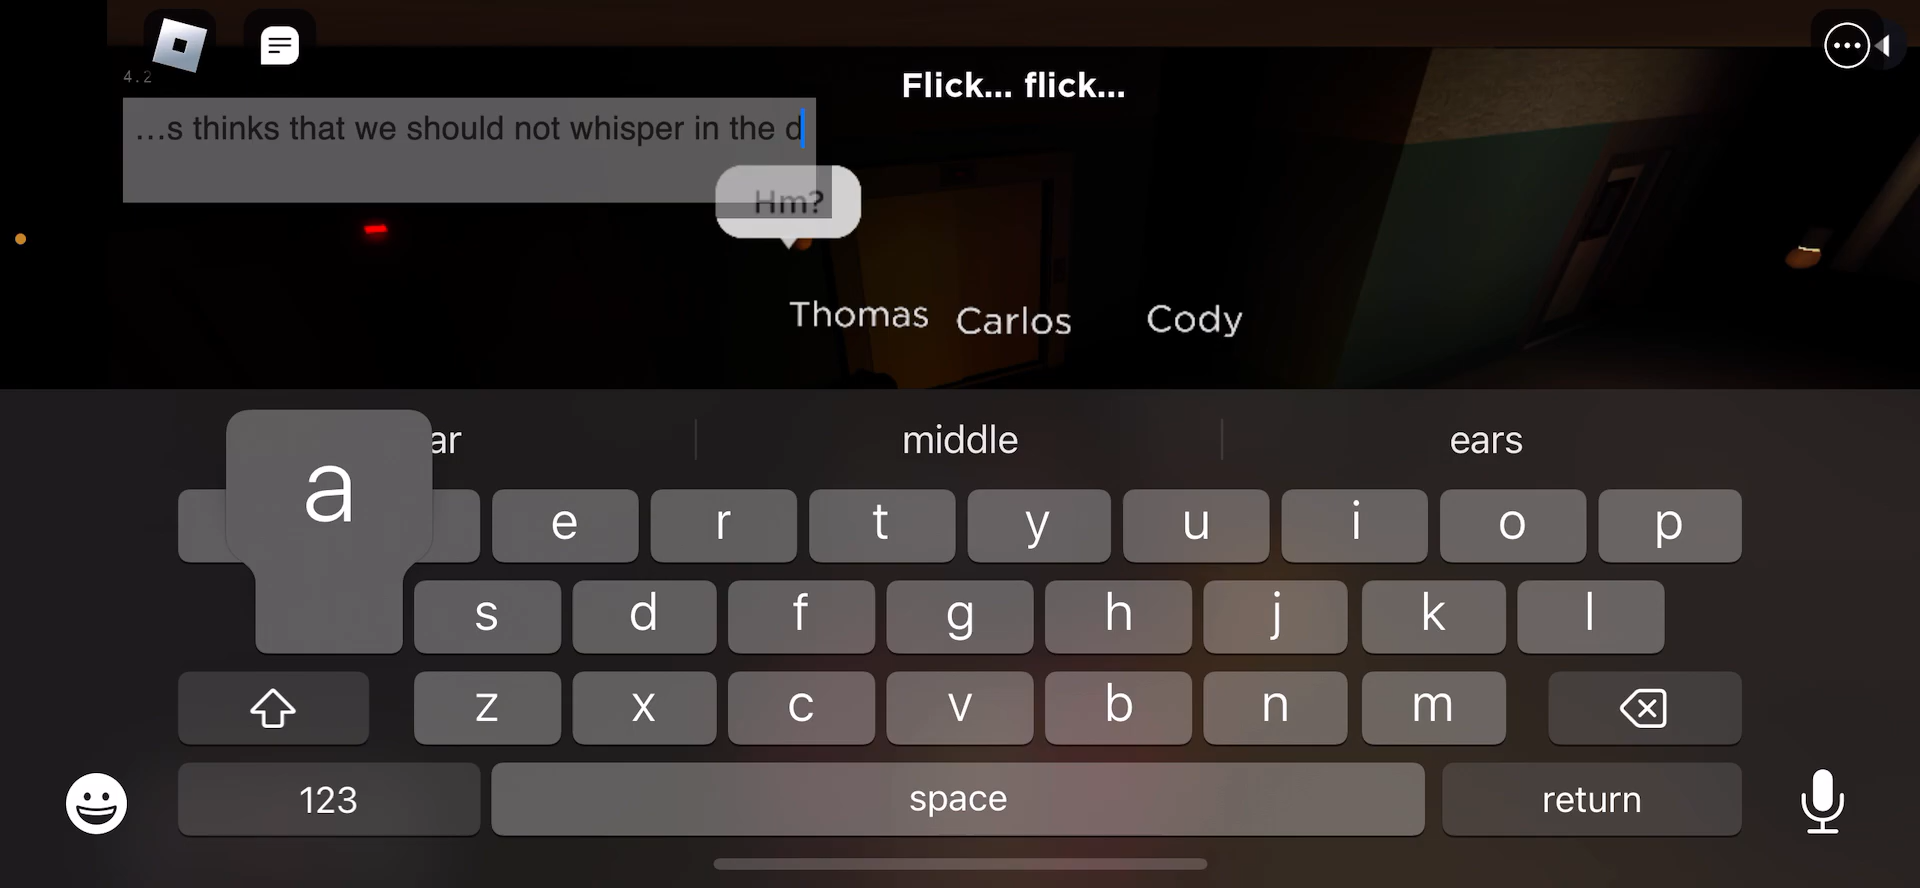 4.2
Flick... flick...
...s thinks that we should not whisper in the d
Hm?
Thomas Carlos Cody
ar middle ears
a
e r t y u i o p
s d f g h j k l
z x c v b n m
123 space return